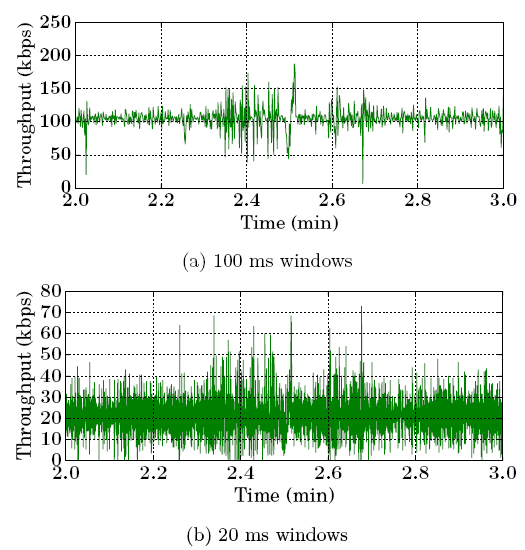 250
200
150
100
50
0
Throughput (kbps)
2.0 2.2 2.4 2.6 2.8 3.0
Time (min)
(a) 100 ms windows
80
70
60
50
40
30
20
10
0
Throughput (kbps)
2.0 2.2 2.4 2.6 2.8 3.0
Time (min)
(b) 20 ms windows